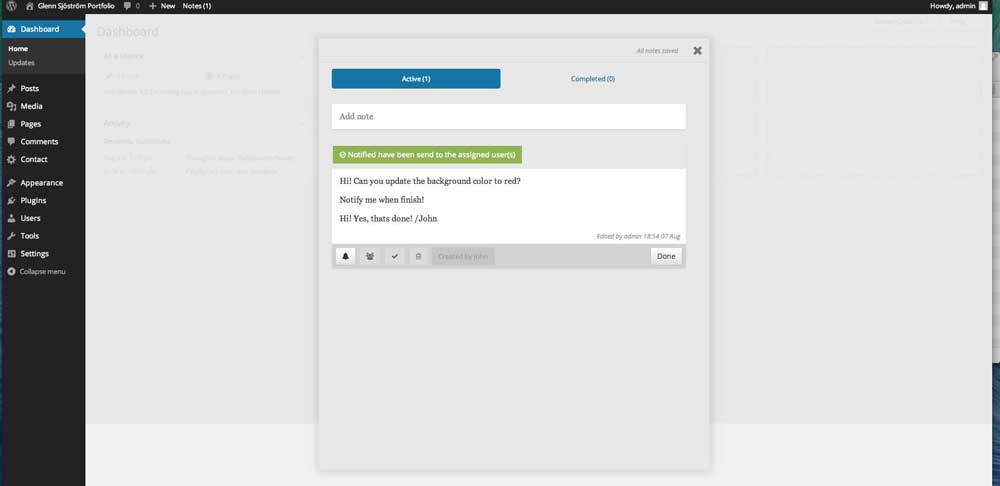 Glenn Sjöström Portfolio 0 New Notes (1) Howdy, admin
Dashboard
Home
Updates
Posts
Media
Pages
Comments
Contact
Appearance
Plugins
Users
Tools
Settings
Collapse menu
Dashboard
At a Glance
Activity
All notes saved
Active (1) Completed (0)
Add note
Notified have been send to the assigned user(s)
Hi! Can you update the background color to red?
Notify me when finish!
Hi! Yes, thats done! /John
Edited by admin 18:54 07 Aug
Created by John Done